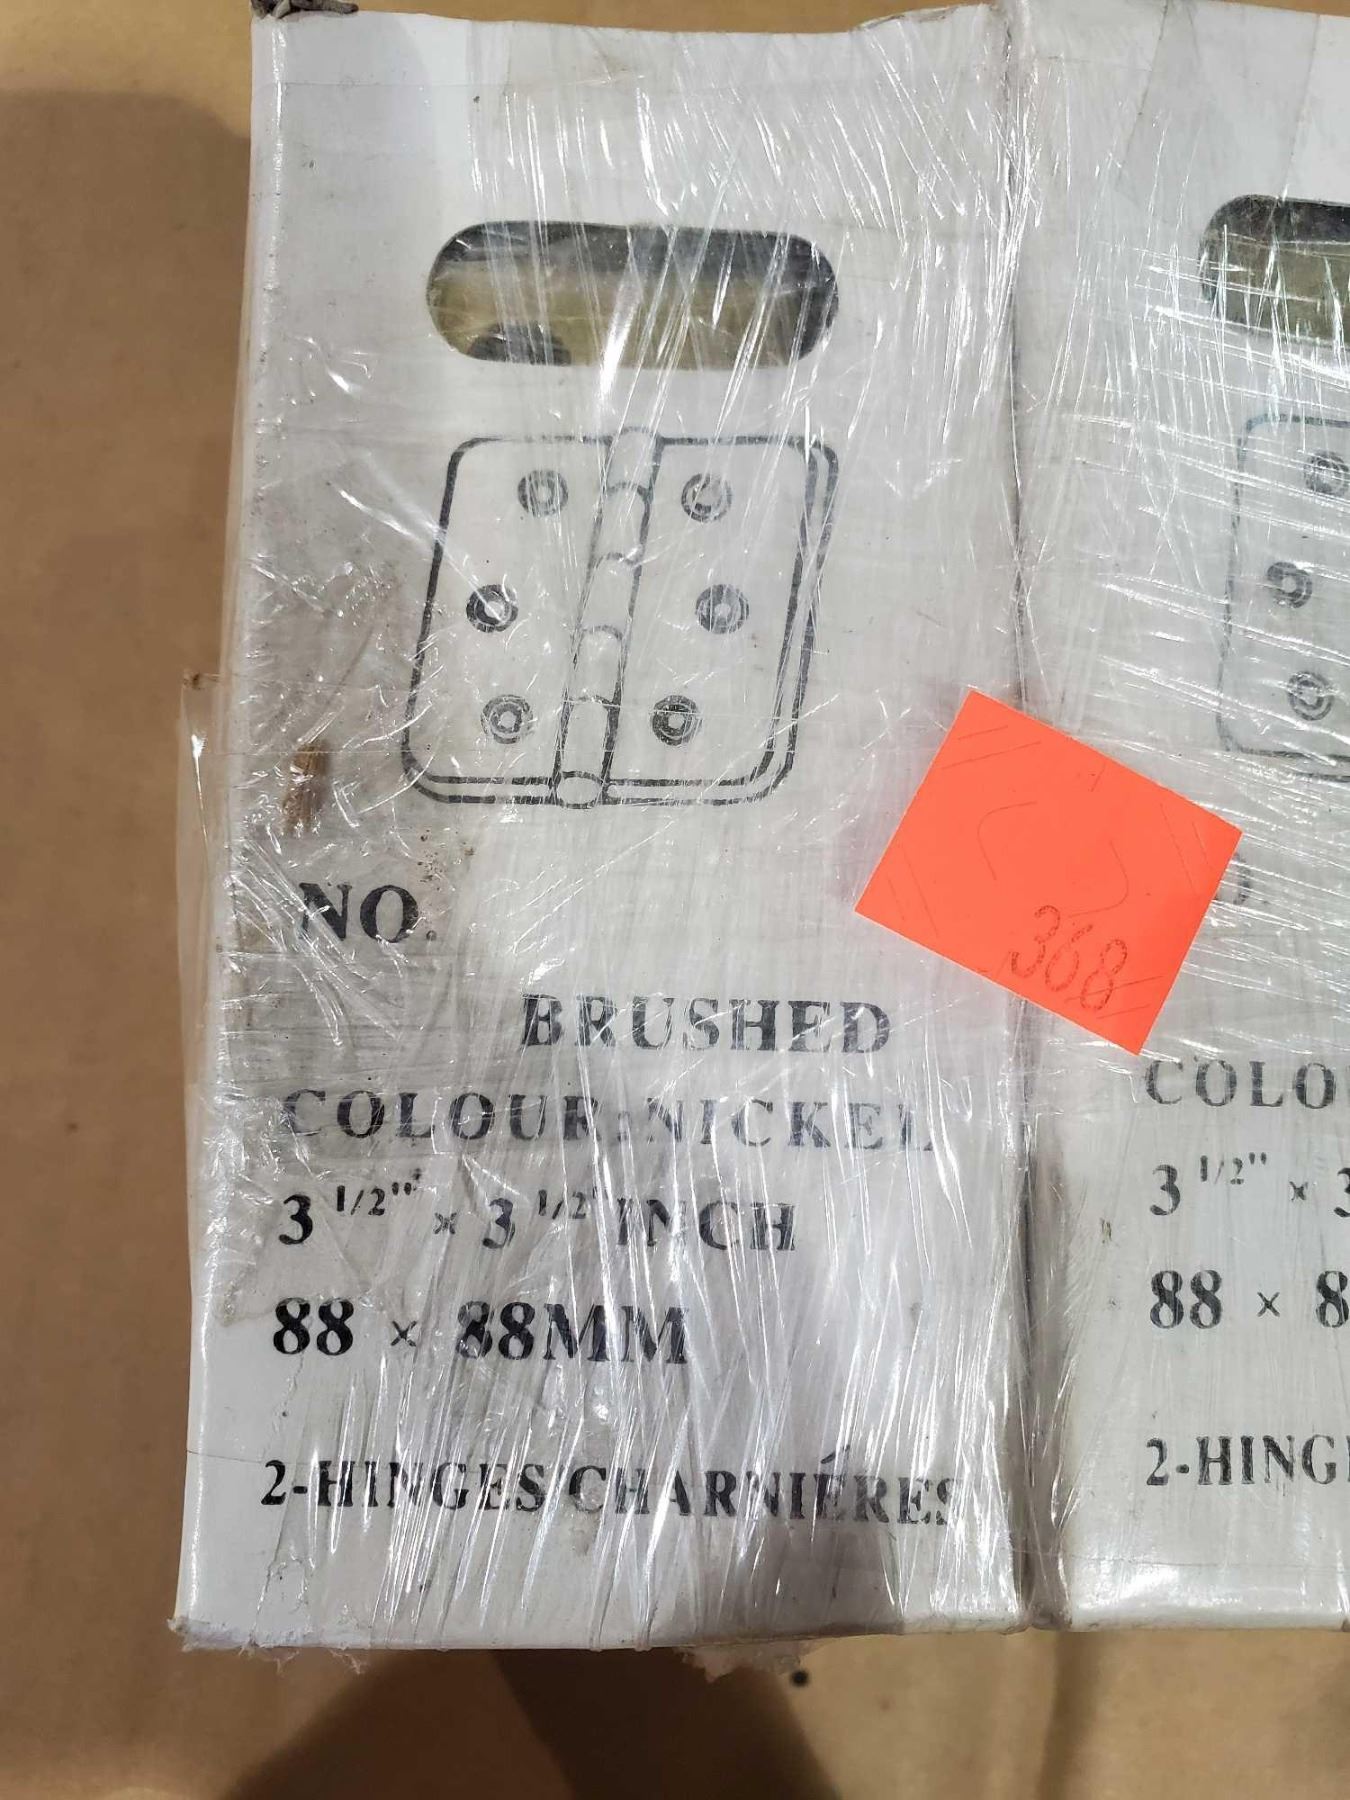 NO.
BRUSHED
COLOUR:NICKEL
3 1/2" × 3 1/2" INCH
88 × 88MM
2-HINGES/CHARNIÉRES
368
COLO
3 1/2" × 3
88 × 8
2-HING